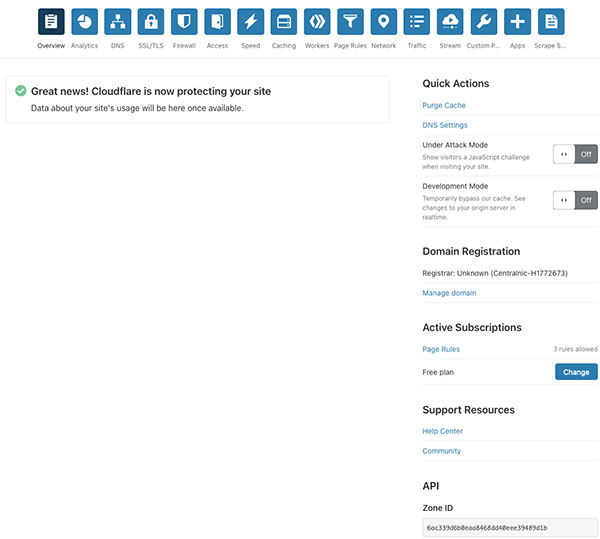 Overview Analytics DNS SSL/TLS Firewall Access Speed Caching Workers Page Rules Network Traffic Stream Custom P... Apps Scrape S...
Great news! Cloudflare is now protecting your site
Data about your site's usage will be here once available.
Quick Actions
Purge Cache
DNS Settings
Under Attack Mode
Show visitors a JavaScript challenge
when visiting your site.
Off
Development Mode
Temporarily bypass our cache. See
changes to your origin server in
realtime.
Off
Domain Registration
Registrar: Unknown (Centralnic-H1772673)
Manage domain
Active Subscriptions
Page Rules 3 rules allowed
Free plan Change
Support Resources
Help Center
Community
API
Zone ID
6ac339d6b0eaa8468dd40eee39489d1b